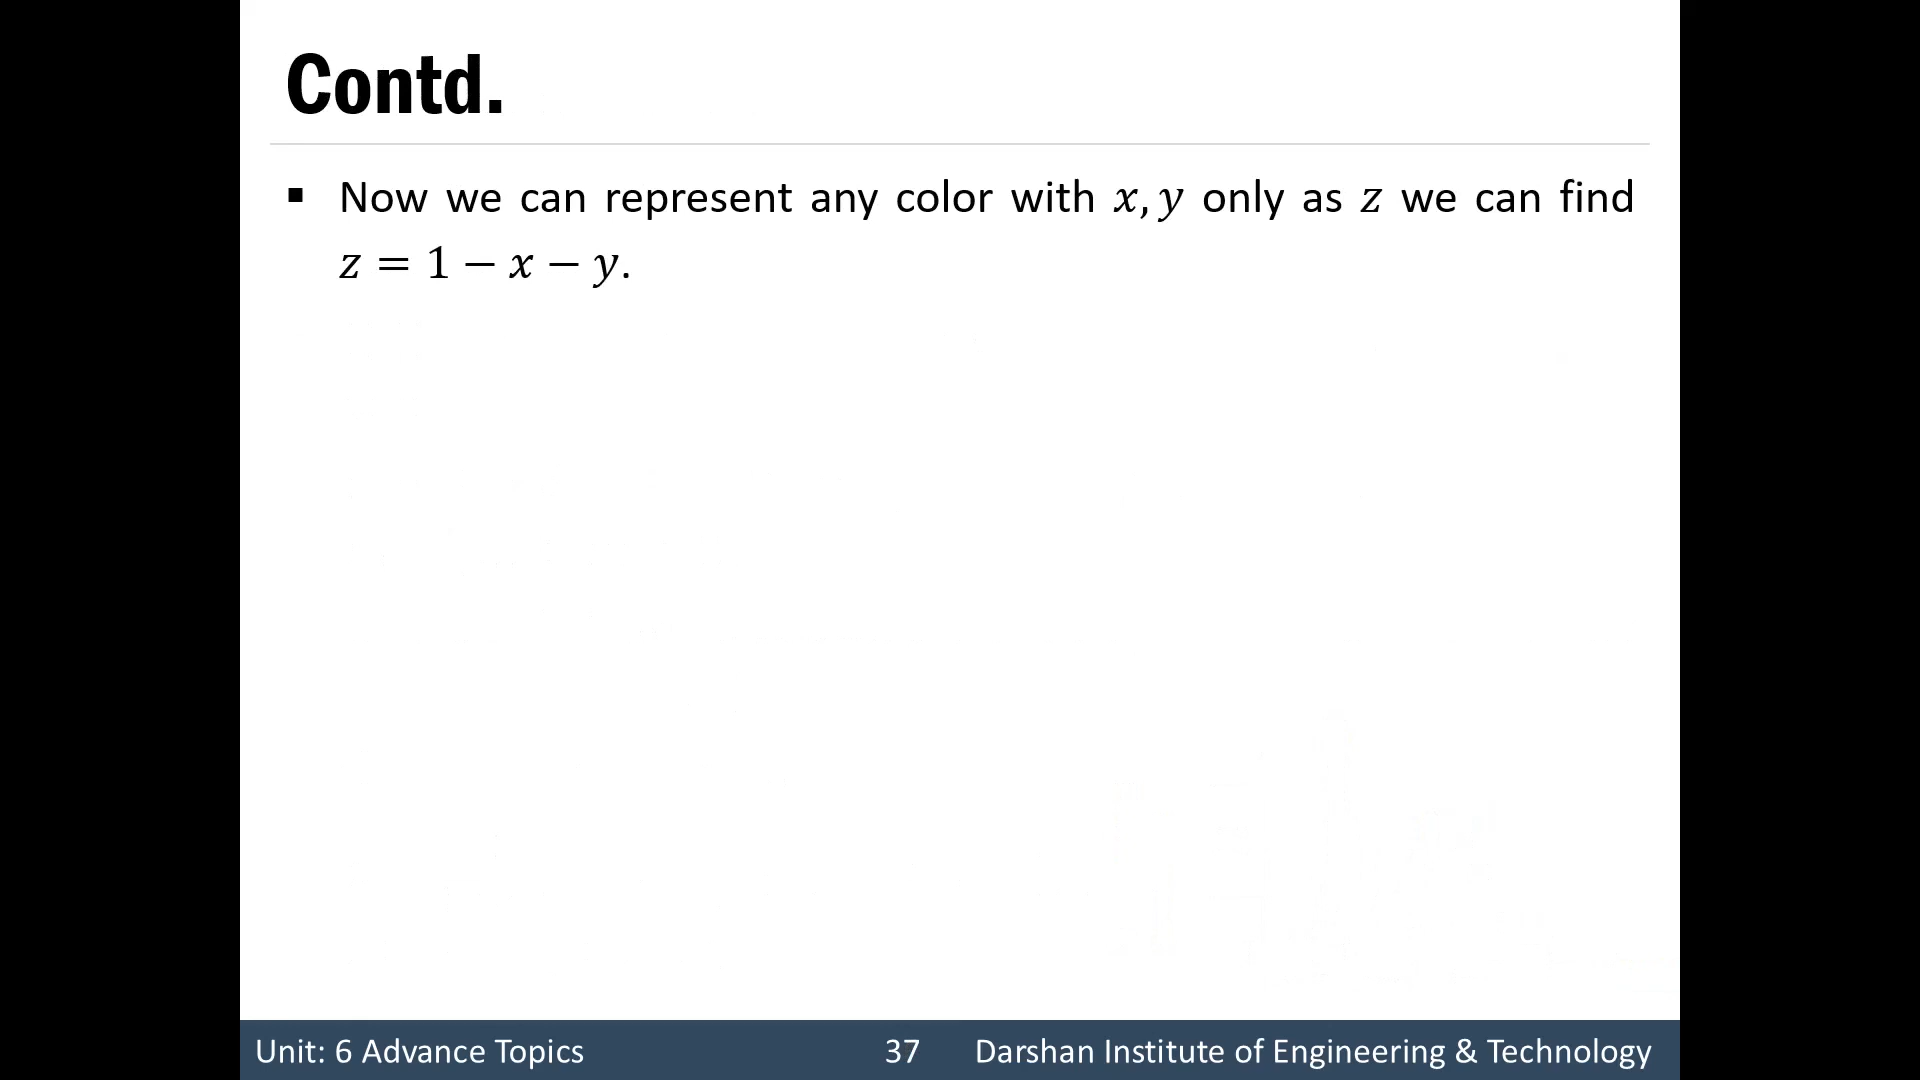 Contd.
▪ Now we can represent any color with x, y only as z we can find
z = 1 − x − y.
Unit: 6 Advance Topics 37 Darshan Institute of Engineering & Technology